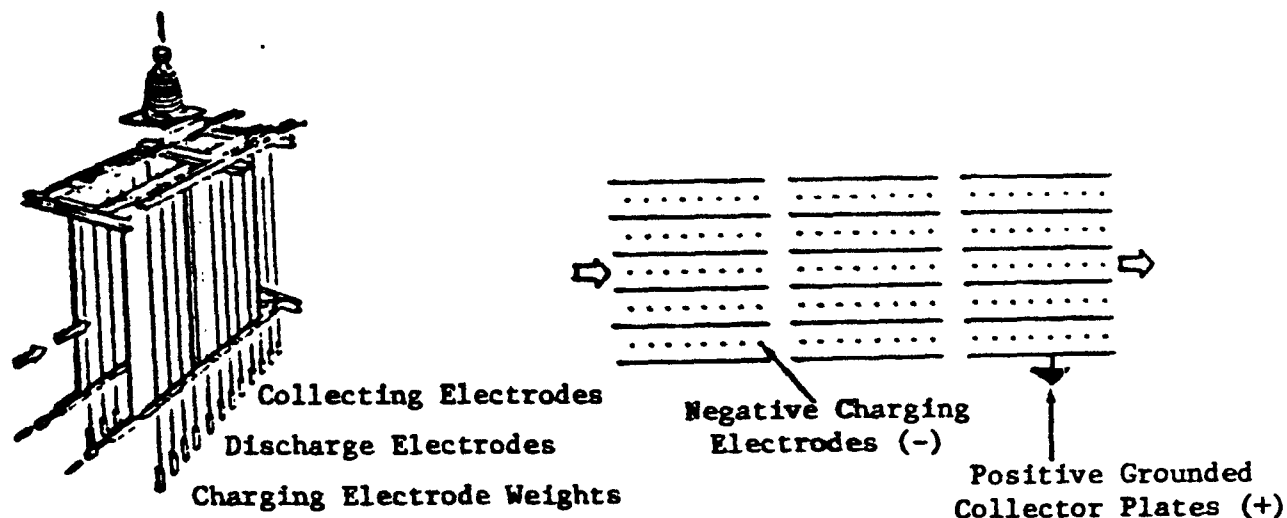 Collecting Electrodes
Discharge Electrodes
Charging Electrode Weights
Negative Charging
Electrodes (-)
Positive Grounded
Collector Plates (+)